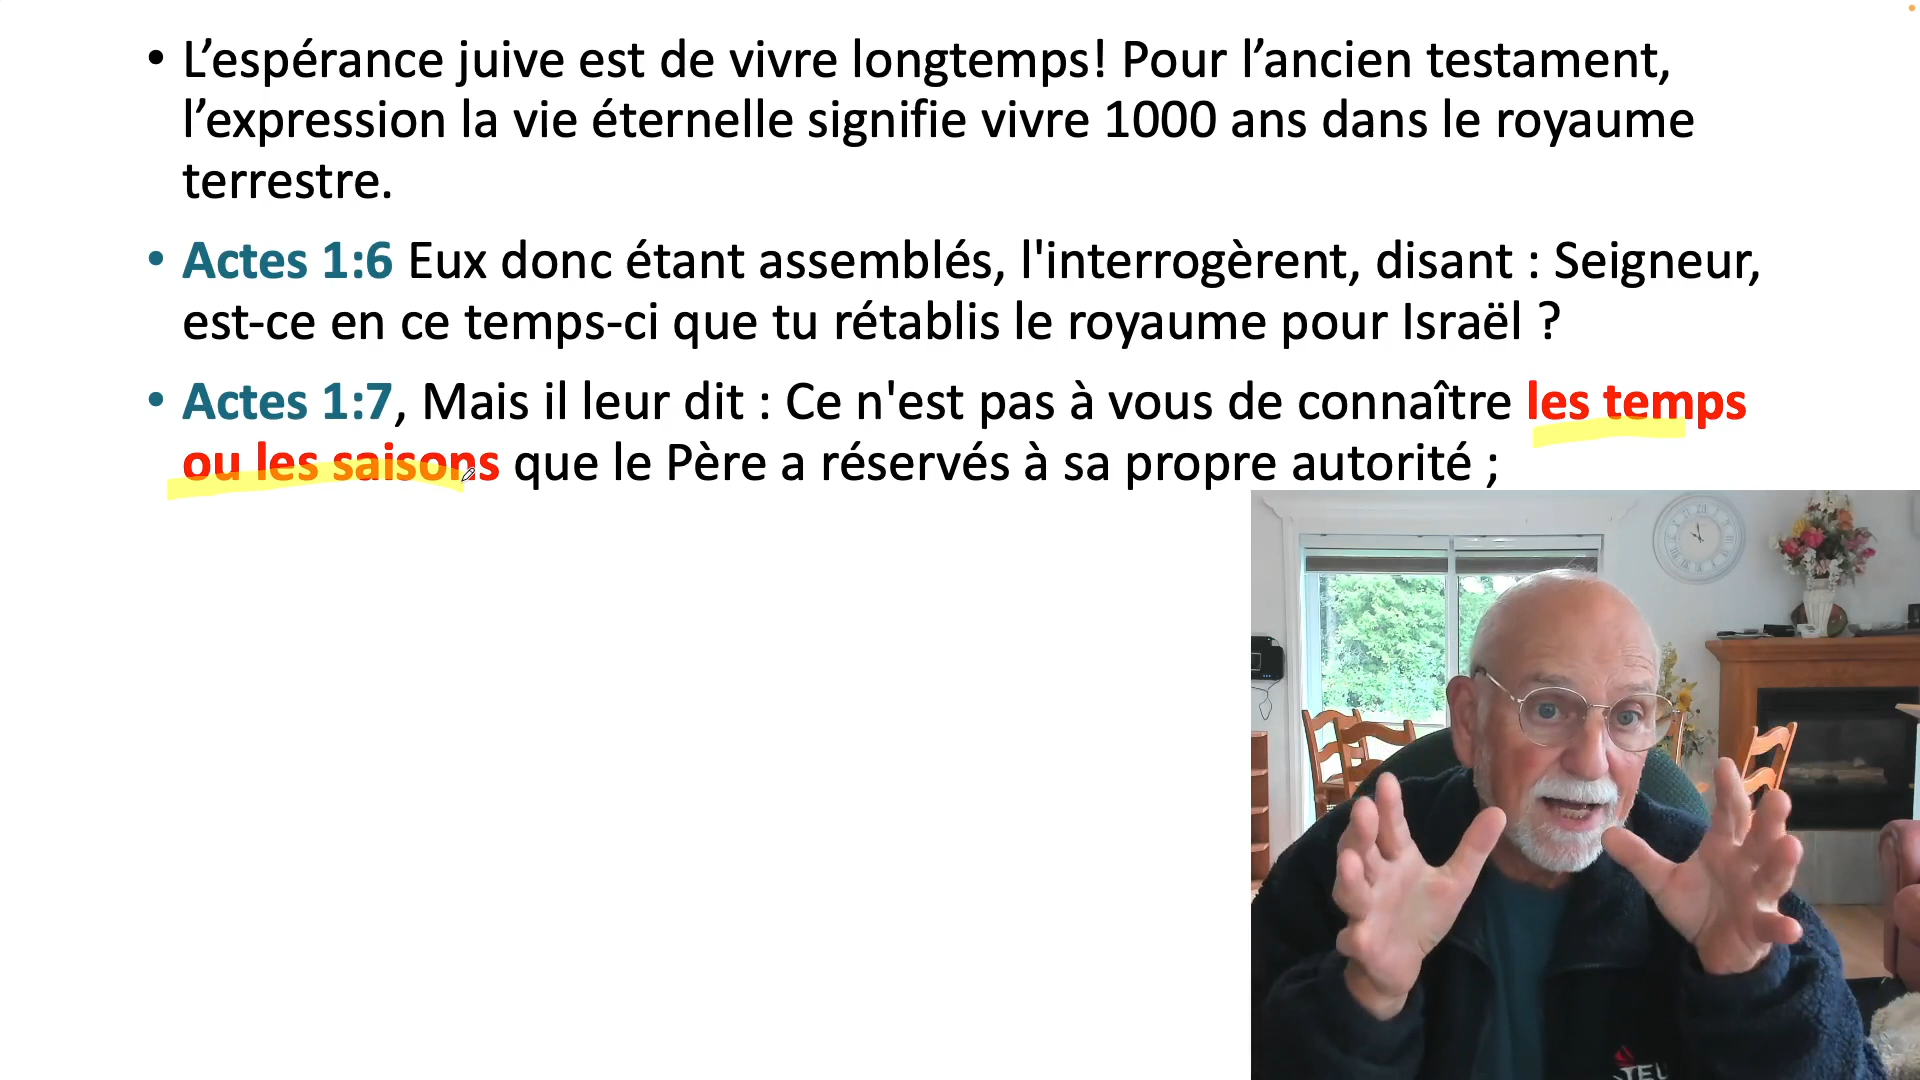 • L’espérance juive est de vivre longtemps! Pour l’ancien testament,
l’expression la vie éternelle signifie vivre 1000 ans dans le royaume
terrestre.
• Actes 1:6 Eux donc étant assemblés, l'interrogèrent, disant : Seigneur,
est-ce en ce temps-ci que tu rétablis le royaume pour Israël ?
• Actes 1:7, Mais il leur dit : Ce n'est pas à vous de connaître les temps
ou les saisons que le Père a réservés à sa propre autorité ;